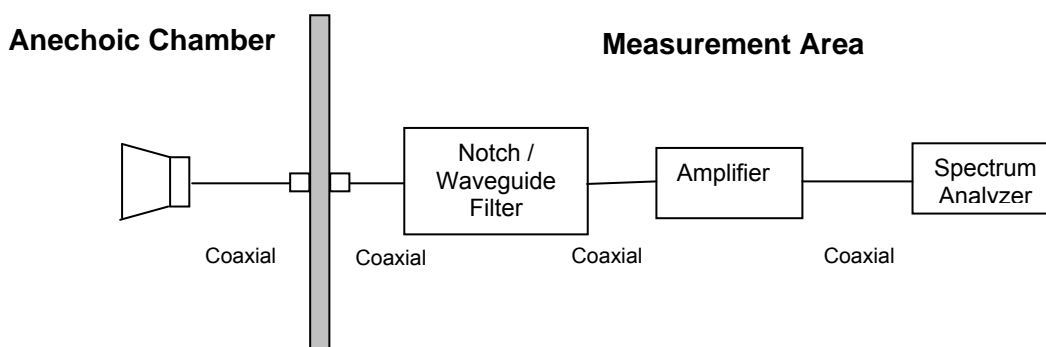 Anechoic Chamber
Measurement Area
Notch /
Waveguide
Filter
Amplifier
Spectrum
Analyzer
Coaxial
Coaxial
Coaxial
Coaxial